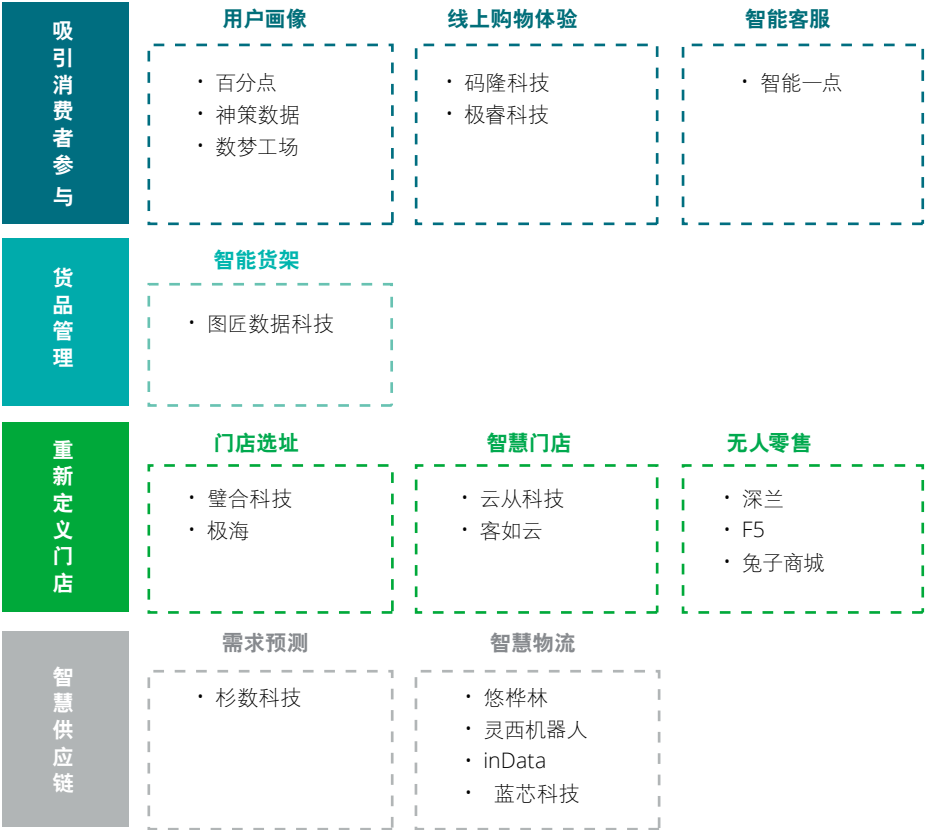 吸引消费者参与
用户画像
· 百分点
· 神策数据
· 数梦工场
线上购物体验
· 码隆科技
· 极睿科技
智能客服
· 智能一点
货品管理
智能货架
· 图匠数据科技
重新定义门店
门店选址
· 璧合科技
· 极海
智慧门店
· 云从科技
· 客如云
无人零售
· 深兰
· F5
· 兔子商城
智慧供应链
需求预测
· 杉数科技
智慧物流
· 悠桦林
· 灵西机器人
· inData
· 蓝芯科技